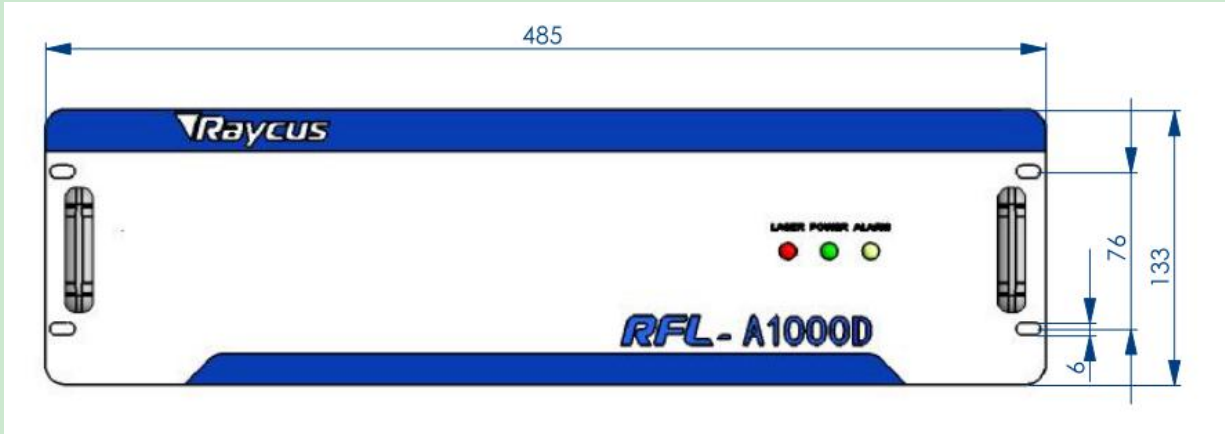 485
Raycus
LASER POWER ALARM
76
133
RFL- A1000D
6